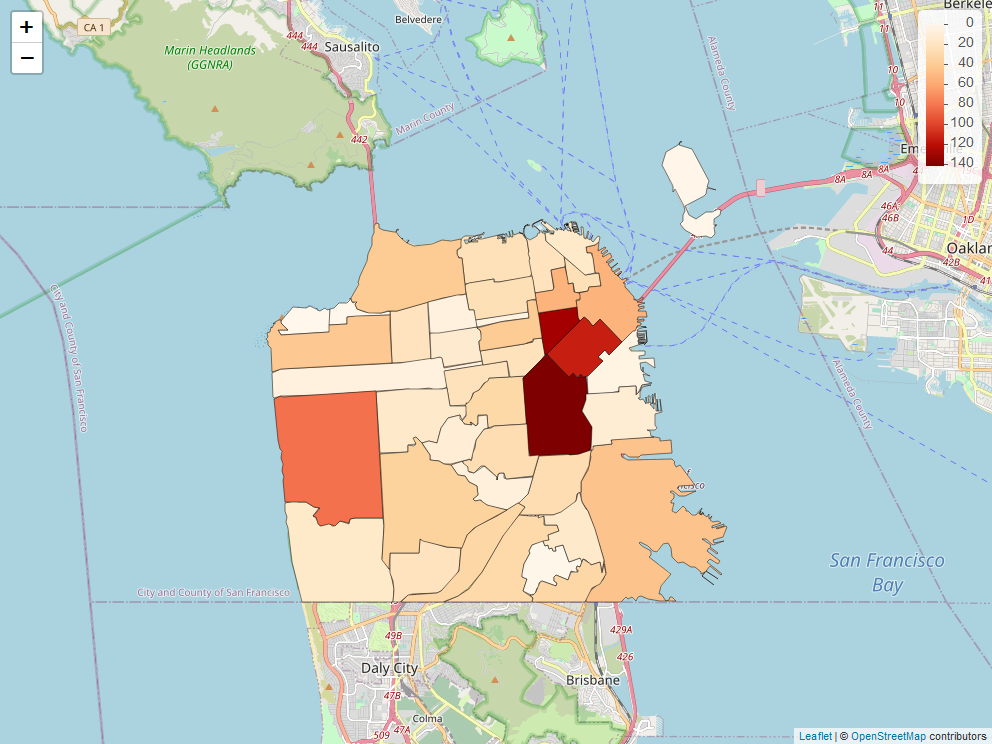 +
−
CA 1
Marin Headlands
(GGNRA)
444
444
Sausalito
Belvedere
Marin County
442
Alameda County
11
11
10
10
Berkele
0
20
40
60
80
100
120
140
8A
8A
8A
46A
46B
44
42B
1D
41
Oaklan
Alameda County
City and County of San Francisco
San Francisco
Bay
City and County of San Francisco
49B
Daly City
47B
Colma
509
47A
429A
426
Brisbane
Leaflet | © OpenStreetMap contributors